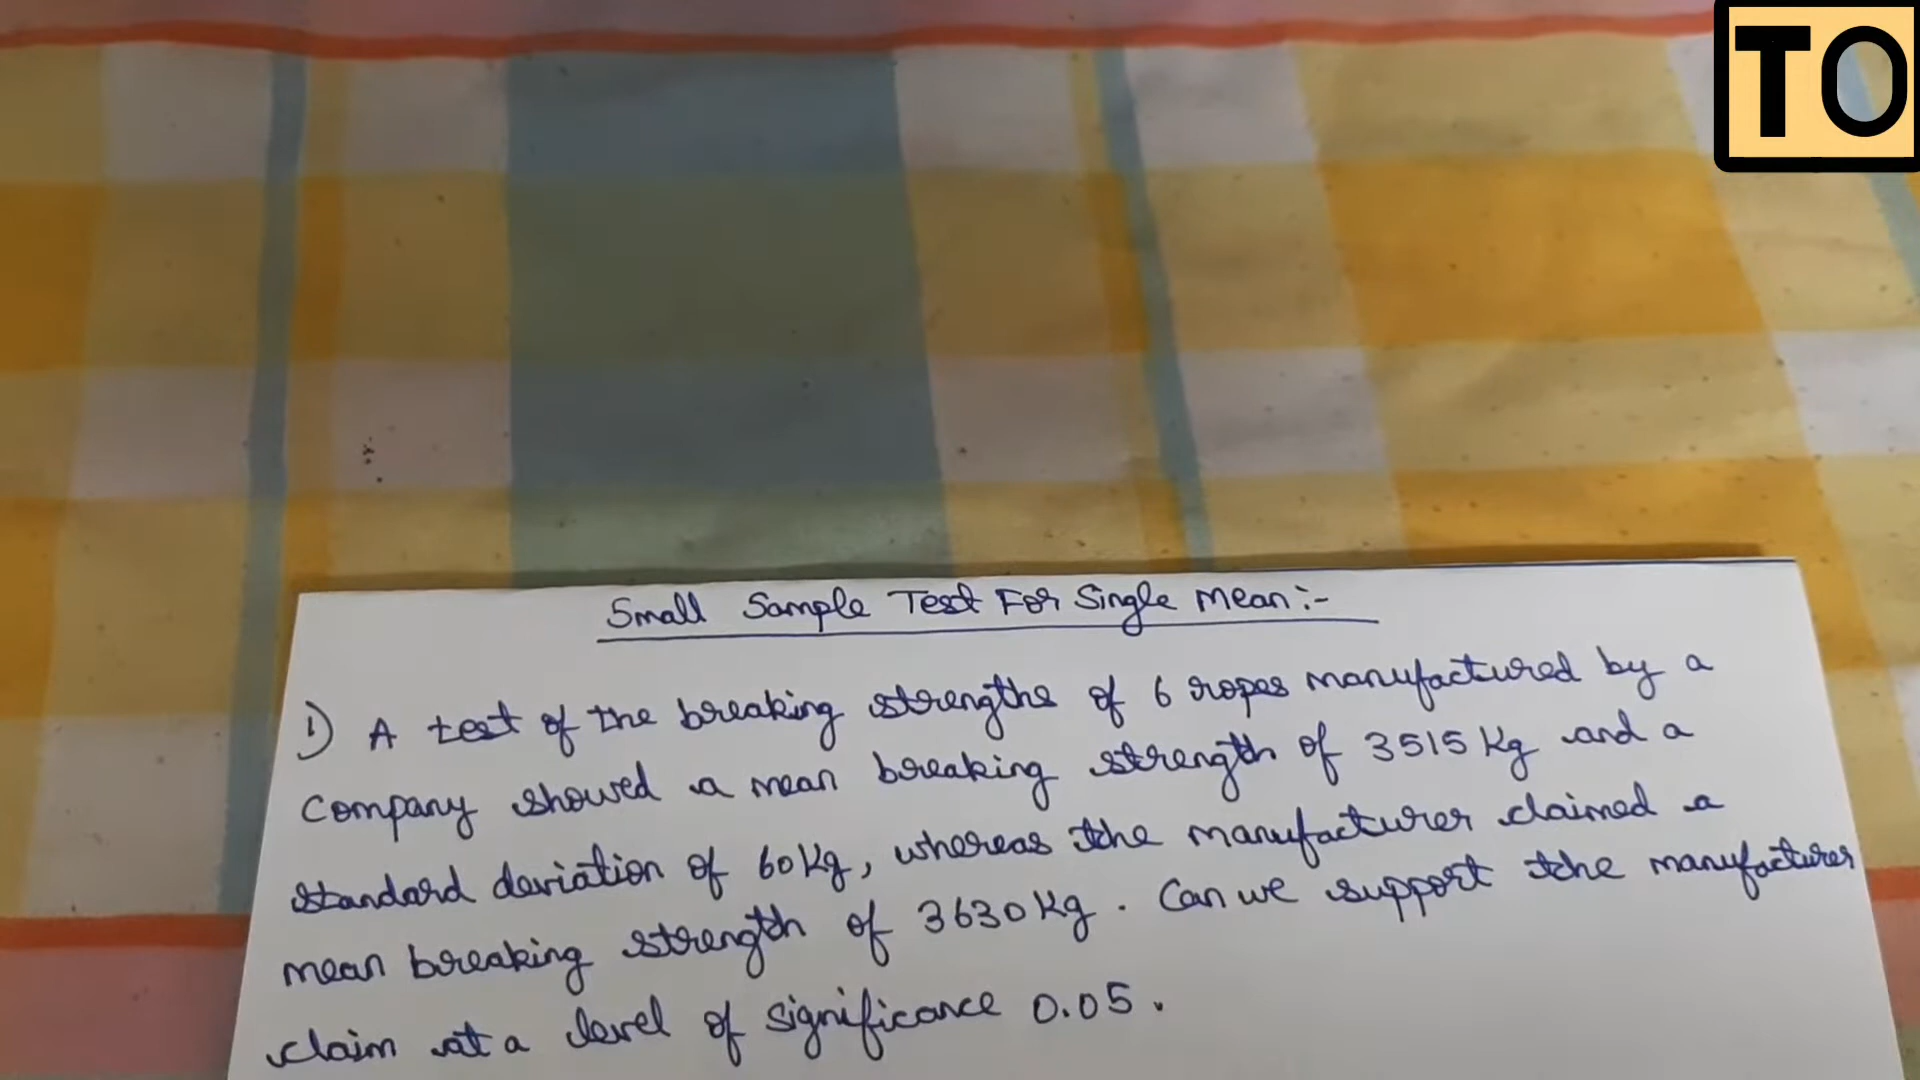 TO
Small Sample Test For Single Mean:-
1) A test of the breaking strengths of 6 ropes manufactured by a
Company showed a mean breaking strength of 3515 kg and a
standard deviation of 60kg, whereas the manufacturer claimed a
mean breaking strength of 3630kg. Can we support the manufacturer
claim at a level of significance 0.05.